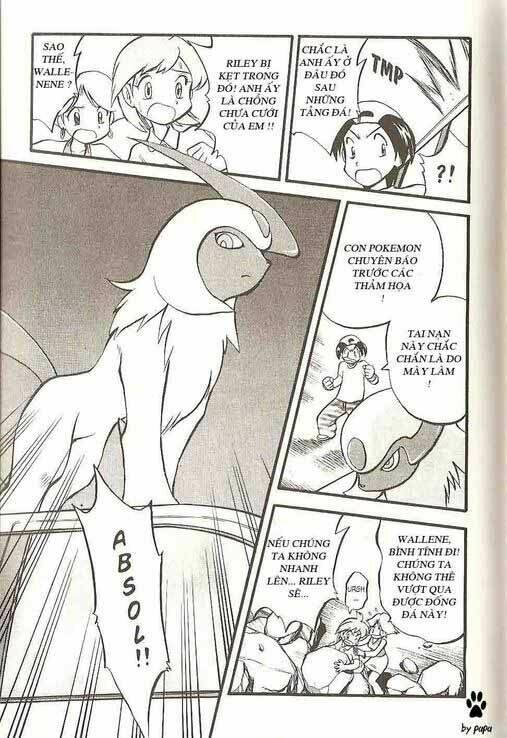 SAO
THẾ,
WALLE-
NENE ?
RILEY BỊ
KẸT TRONG
ĐÓ! ANH ẤY
LÀ CHỒNG
CHƯA CƯỚI
CỦA EM !!
CHẮC LÀ
ANH ẤY Ở
ĐÂU ĐÓ
SAU
NHỮNG
TẢNG ĐÁ!
TMP
?!
CON POKEMON
CHUYÊN BÁO
TRƯỚC CÁC
THẢM HỌA
!
TAI NẠN
NÀY CHẮC
CHẮN LÀ DO
MÀY LÀM
!
ABSOL!!
NẾU CHÚNG
TA KHÔNG
NHANH
LÊN... RILEY
SẼ...
URGH...
WALLENE,
BÌNH TĨNH ĐI!
CHÚNG TA
KHÔNG THỂ
VƯỢT QUA
ĐƯỢC ĐỐNG
ĐÁ NÀY!
by papa